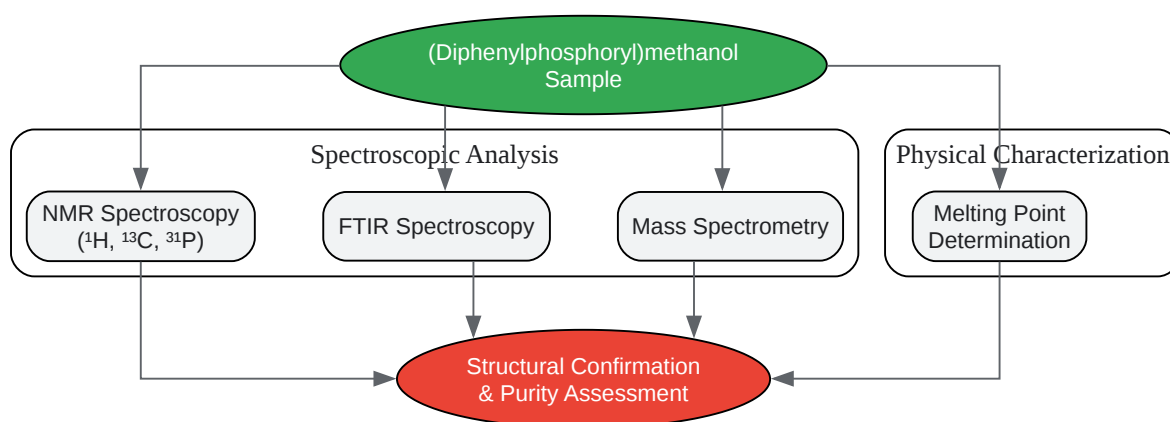 (Diphenylphosphoryl)methanol
Sample
Spectroscopic Analysis
Physical Characterization
NMR Spectroscopy
(¹H, ¹³C, ³¹P)
FTIR Spectroscopy
Mass Spectrometry
Melting Point
Determination
Structural Confirmation
& Purity Assessment